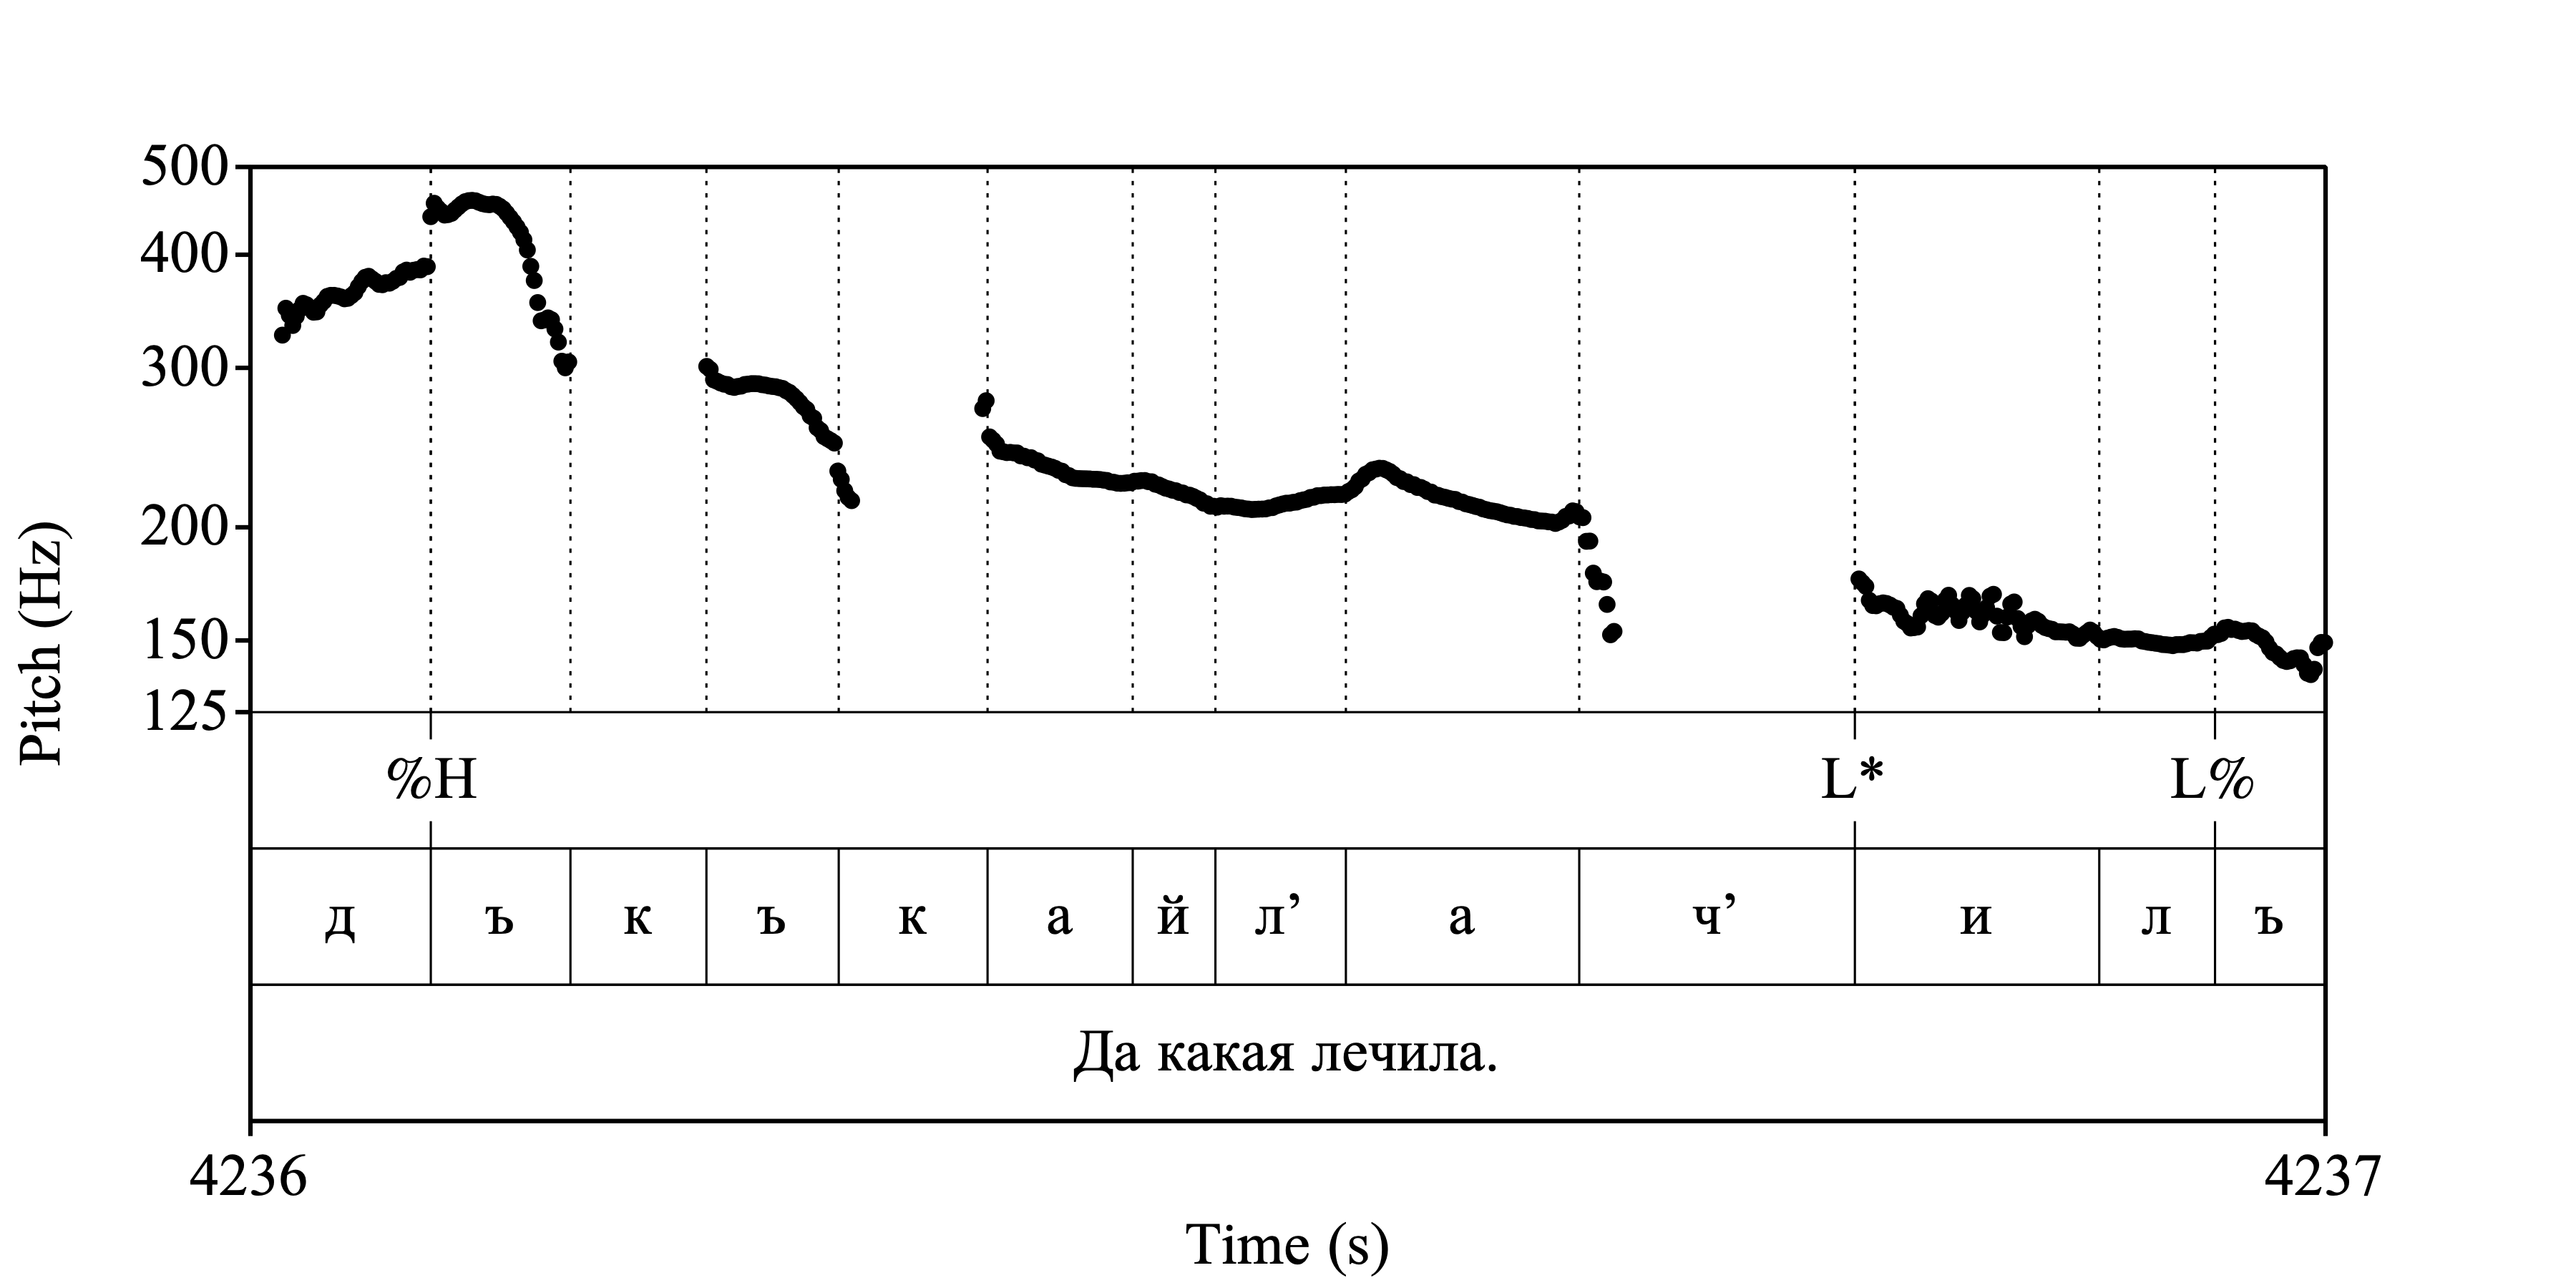 500
400
300
200
150
125
Pitch (Hz)
%H L* L%
д ъ к ъ к а й л’ а ч’ и л ъ
Да какая лечила.
4236 4237
Time (s)